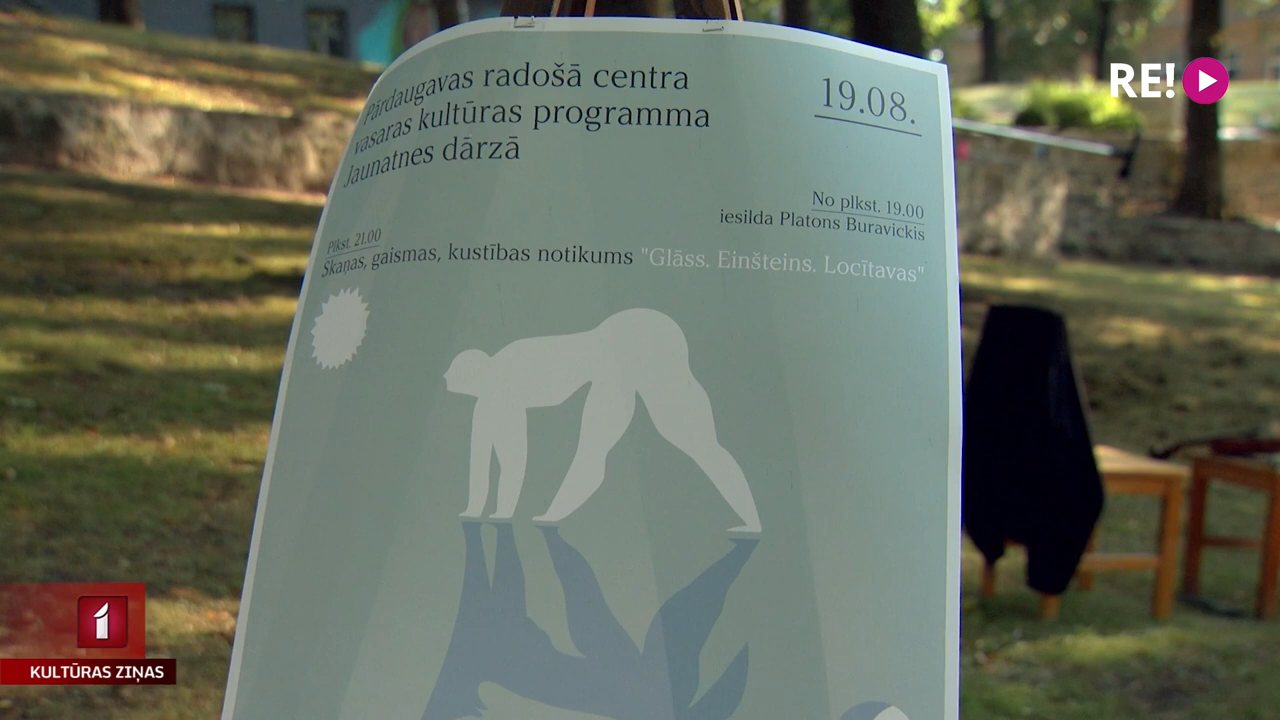 Pārdaugavas radošā centra
vasaras kultūras programma
Jaunatnes dārzā
19.08.
No plkst. 19.00
iesilda Platons Buravickis
Plkst. 21.00
Skaņas, gaismas, kustības notikums "Glāss. Einšteins. Locītavas"
RE!
1
KULTŪRAS ZIŅAS